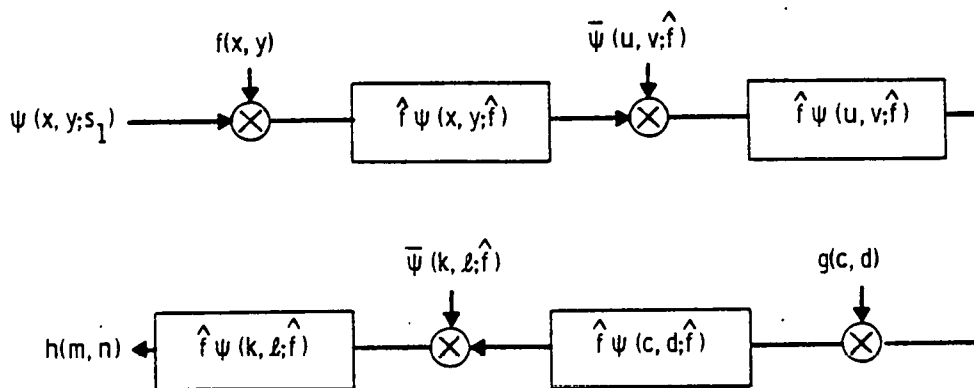 f(x, y)
ψ̄ (u, v; f̂)
ψ (x, y; s₁)
f̂ ψ (x, y; f̂)
f̂ ψ (u, v; f̂)
ψ̄ (k, ℓ; f̂)
g(c, d)
h(m, n)
f̂ ψ (k, ℓ; f̂)
f̂ ψ (c, d; f̂)